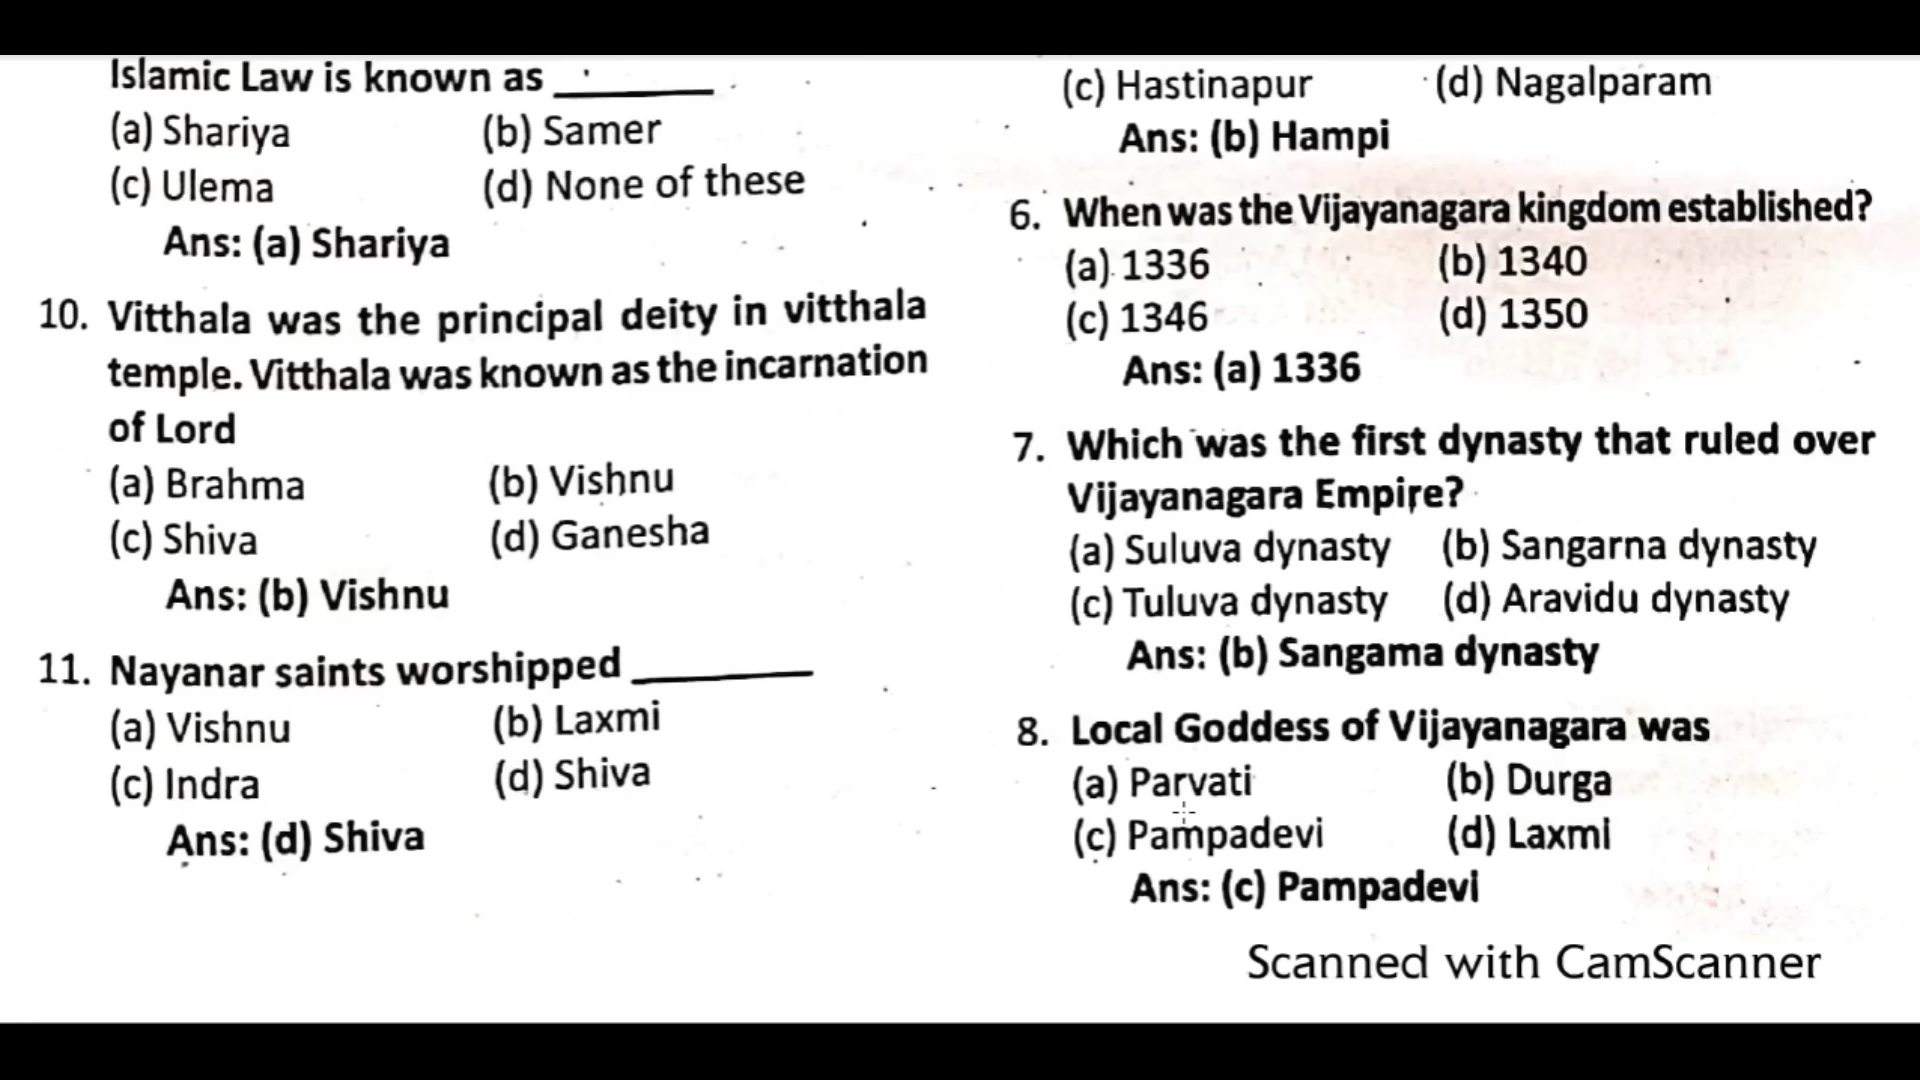 Islamic Law is known as ________
(a) Shariya (b) Samer
(c) Ulema (d) None of these
Ans: (a) Shariya
10. Vitthala was the principal deity in vitthala
temple. Vitthala was known as the incarnation
of Lord
(a) Brahma (b) Vishnu
(c) Shiva (d) Ganesha
Ans: (b) Vishnu
11. Nayanar saints worshipped ________
(a) Vishnu (b) Laxmi
(c) Indra (d) Shiva
Ans: (d) Shiva
(c) Hastinapur (d) Nagalparam
Ans: (b) Hampi
6. When was the Vijayanagara kingdom established?
(a) 1336 (b) 1340
(c) 1346 (d) 1350
Ans: (a) 1336
7. Which was the first dynasty that ruled over
Vijayanagara Empire?
(a) Suluva dynasty (b) Sangarna dynasty
(c) Tuluva dynasty (d) Aravidu dynasty
Ans: (b) Sangama dynasty
8. Local Goddess of Vijayanagara was
(a) Parvati (b) Durga
(c) Pampadevi (d) Laxmi
Ans: (c) Pampadevi
Scanned with CamScanner